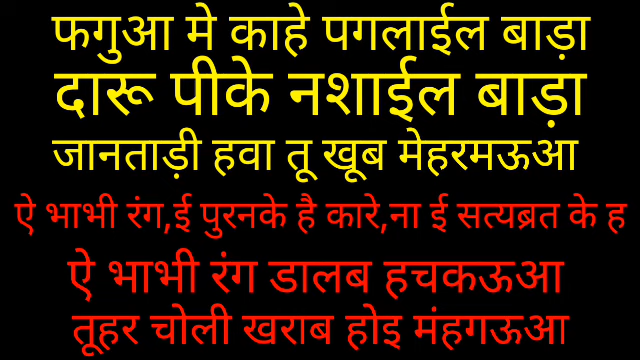 फगुआ मे काहे पगलाईल बाड़ा
दारू पीके नशाईल बाड़ा
जानताड़ी हवा तू खूब मेहरमऊआ
ऐ भाभी रंग,ई पुरनके है कारे,ना ई सत्यब्रत के ह
ऐ भाभी रंग डालब हचकऊआ
तूहर चोली खराब होइ मंहगऊआ